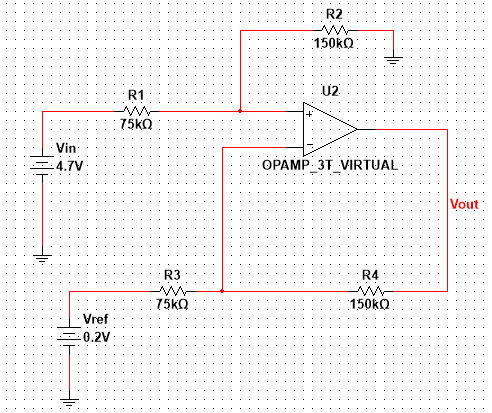 R2
150kΩ
U2
R1
75kΩ
+
−
Vin
4.7V
OPAMP_3T_VIRTUAL
Vout
R3
75kΩ
R4
150kΩ
Vref
0.2V